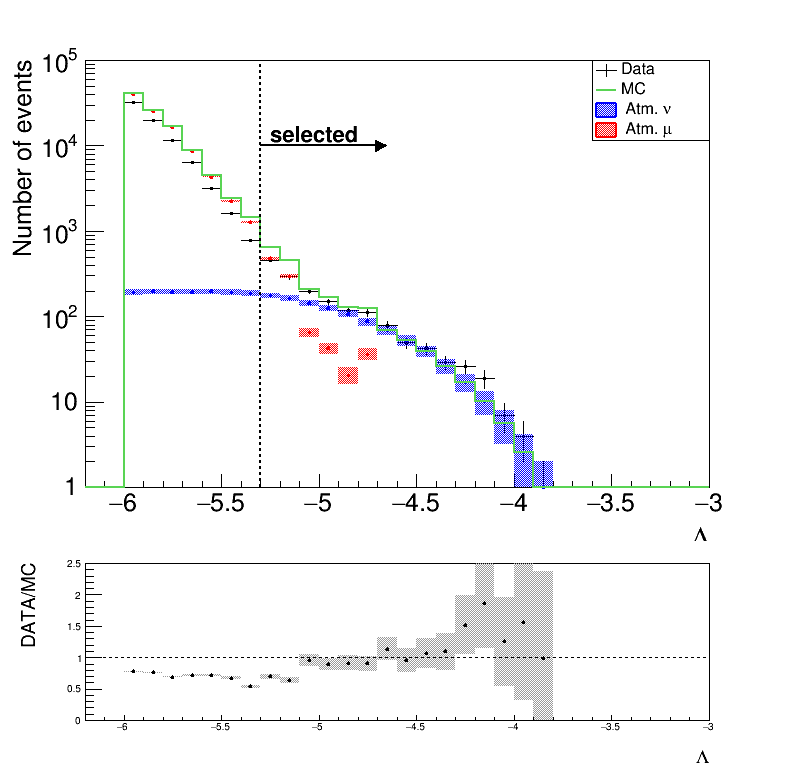 Number of events
10^5
10^4
10^3
10^2
10
1
selected
Data
MC
Atm. ν
Atm. μ
−6 −5.5 −5 −4.5 −4 −3.5 −3
Λ
DATA/MC
2.5
2
1.5
1
0.5
0
−6 −5.5 −5 −4.5 −4 −3.5 −3
Λ